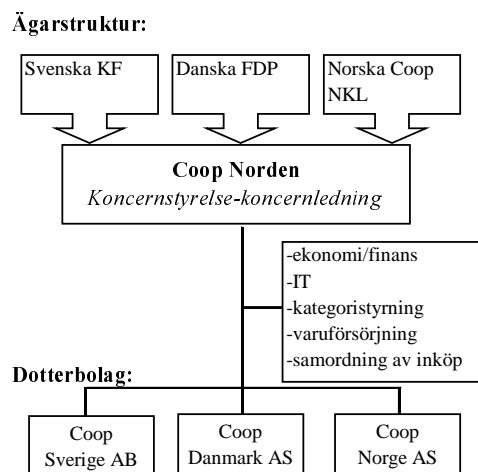 Ägarstruktur:
Svenska KF
Danska FDP
Norska Coop
NKL
Coop Norden
Koncernstyrelse-koncernledning
-ekonomi/finans
-IT
-kategoristyrning
-varuförsörjning
-samordning av inköp
Dotterbolag:
Coop
Sverige AB
Coop
Danmark AS
Coop
Norge AS